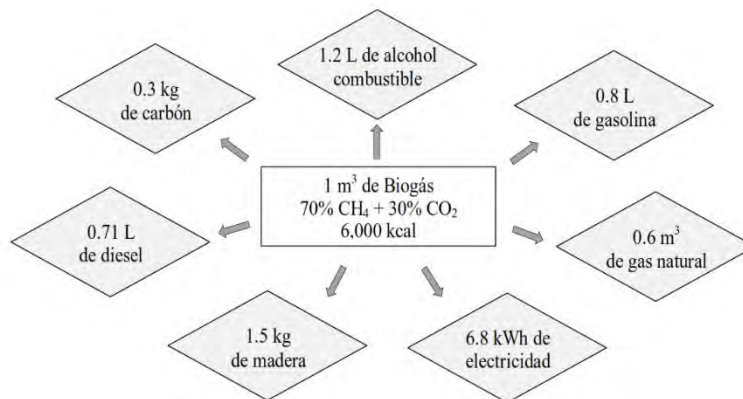 1.2 L de alcohol
combustible
0.3 kg
de carbón
0.8 L
de gasolina
1 m³ de Biogás
70% CH₄ + 30% CO₂
6,000 kcal
0.71 L
de diesel
0.6 m³
de gas natural
1.5 kg
de madera
6.8 kWh de
electricidad